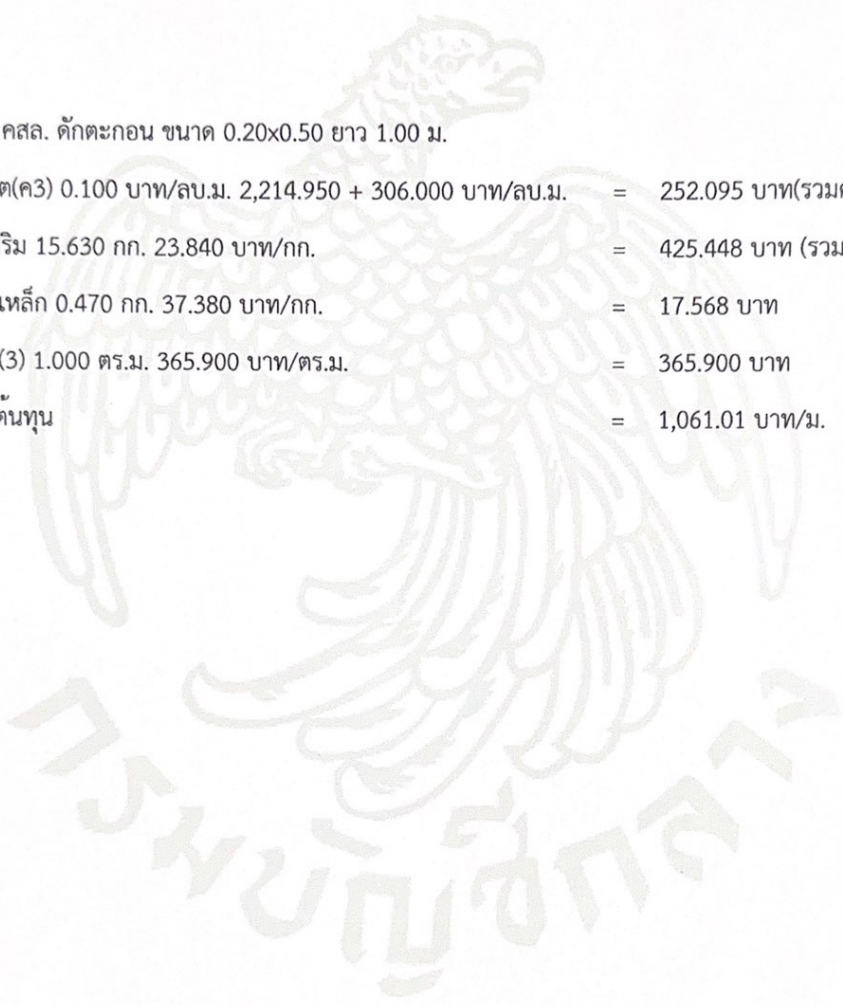 คสล. ดักตะกอน ขนาด 0.20x0.50 ยาว 1.00 ม.
ต(ค3) 0.100 บาท/ลบ.ม. 2,214.950 + 306.000 บาท/ลบ.ม. = 252.095 บาท(รวมค
ริม 15.630 กก. 23.840 บาท/กก. = 425.448 บาท (รวม
เหล็ก 0.470 กก. 37.380 บาท/กก. = 17.568 บาท
(3) 1.000 ตร.ม. 365.900 บาท/ตร.ม. = 365.900 บาท
ต้นทุน = 1,061.01 บาท/ม.
กรมบัญชีกลาง